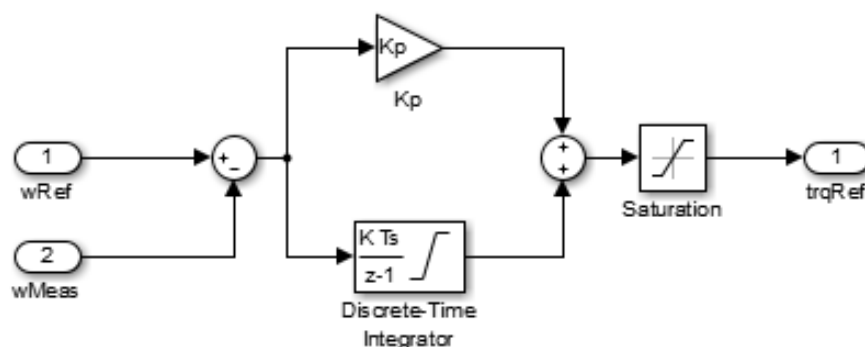 Kp
Kp
1
wRef
+
−
2
wMeas
K Ts
z-1
Discrete-Time
Integrator
+
+
Saturation
1
trqRef